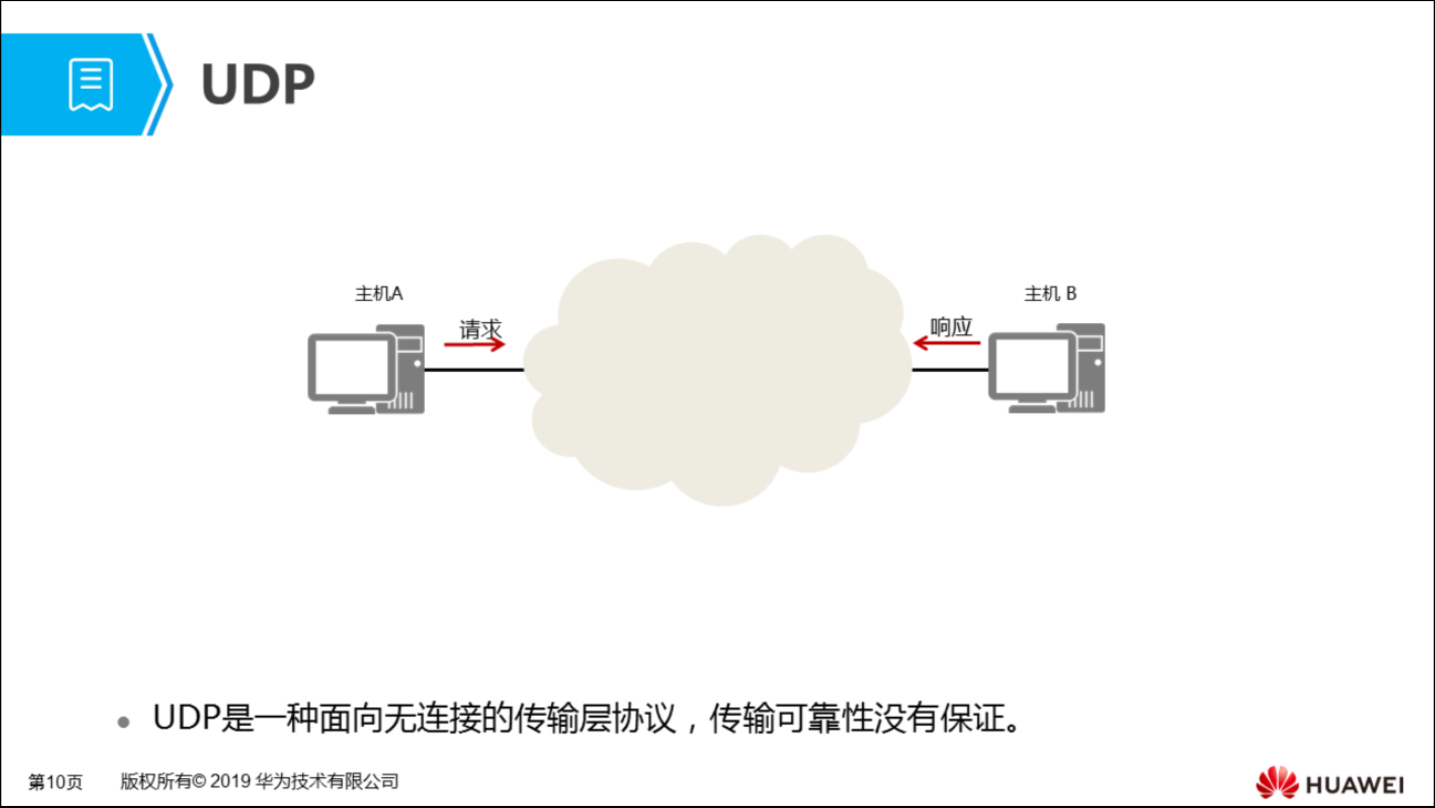 UDP
主机A
主机 B
请求
响应
UDP是一种面向无连接的传输层协议，传输可靠性没有保证。
第10页
版权所有© 2019 华为技术有限公司
HUAWEI